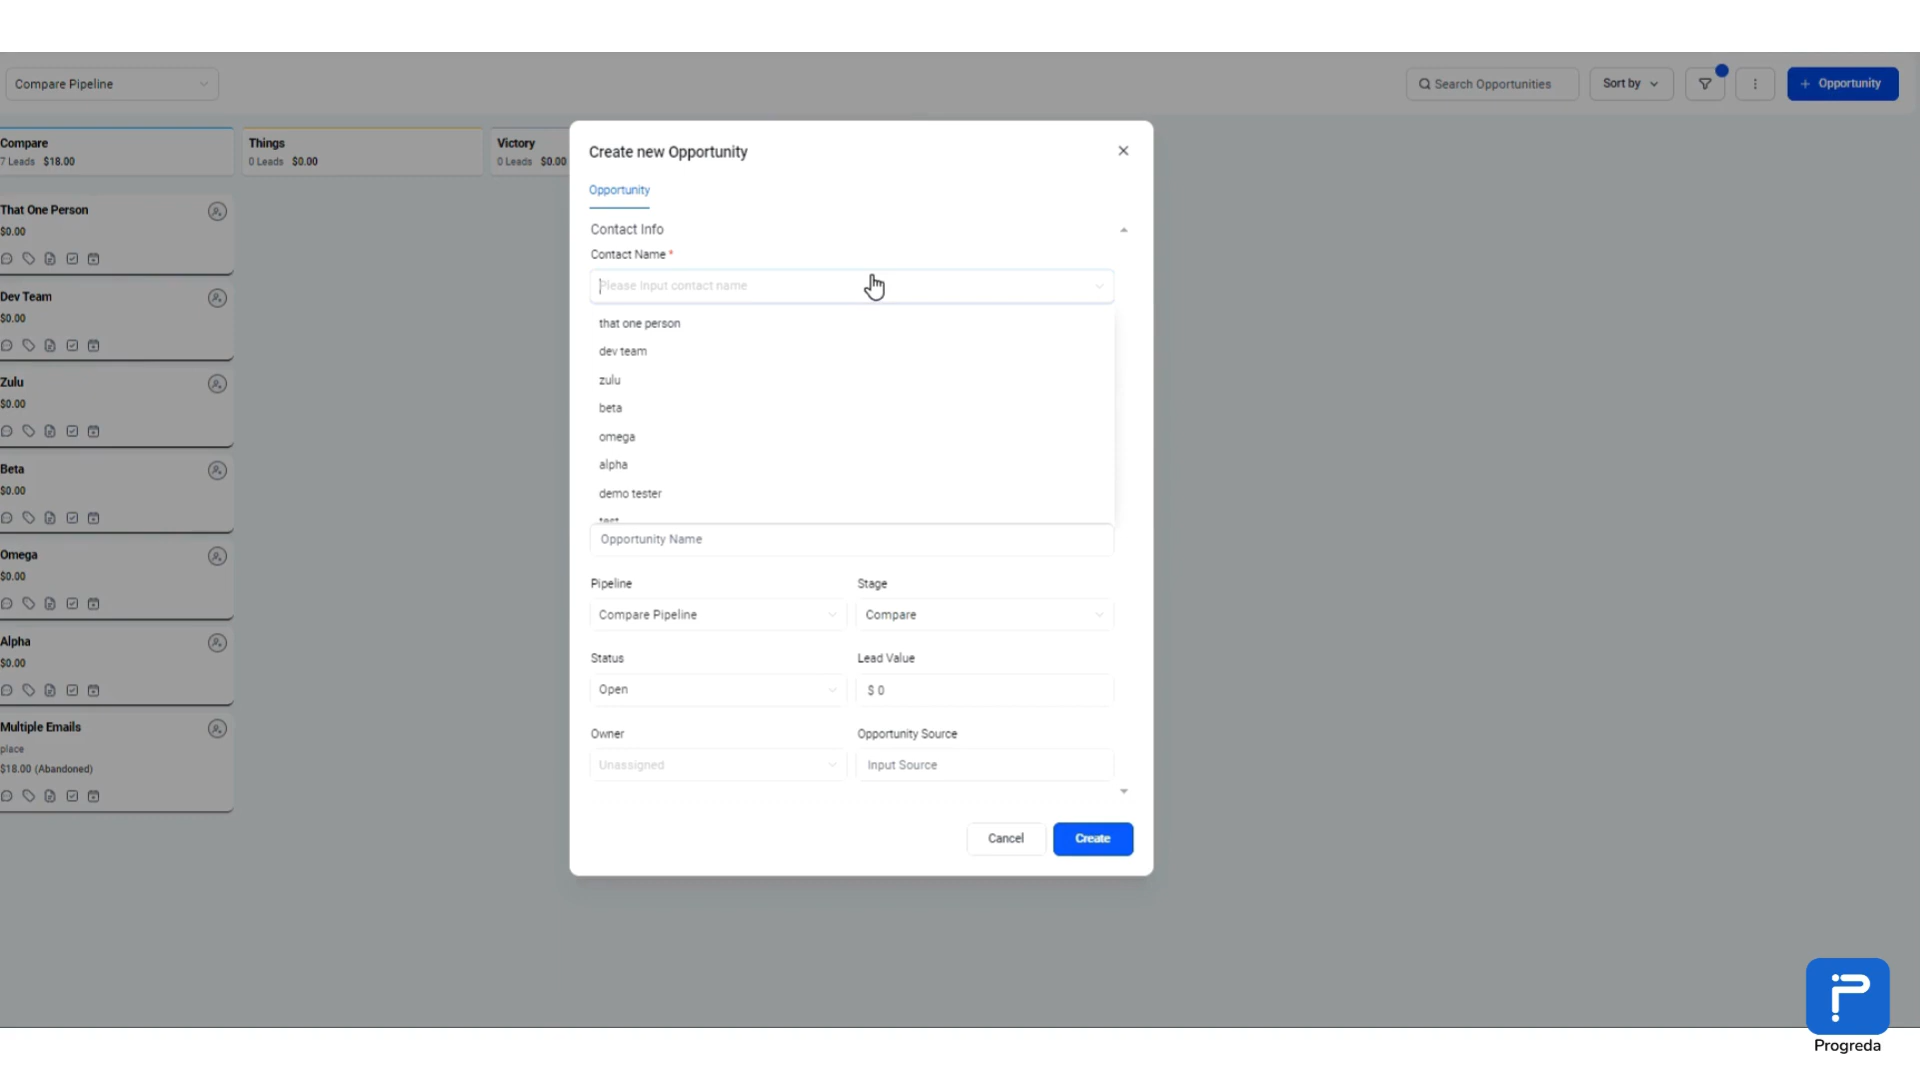 Compare Pipeline
Search Opportunities
Sort by
+ Opportunity
Compare
7 Leads $18.00
Things
0 Leads $0.00
Victory
0 Leads $0.00
That One Person
$0.00
Dev Team
$0.00
Zulu
$0.00
Beta
$0.00
Omega
$0.00
Alpha
$0.00
Multiple Emails
place
$18.00 (Abandoned)
Create new Opportunity
Opportunity
Contact Info
Contact Name *
Please Input contact name
that one person
dev team
zulu
beta
omega
alpha
demo tester
test
Opportunity Name
Pipeline
Stage
Compare Pipeline
Compare
Status
Lead Value
Open
$ 0
Owner
Opportunity Source
Unassigned
Input Source
Cancel
Create
Progreda